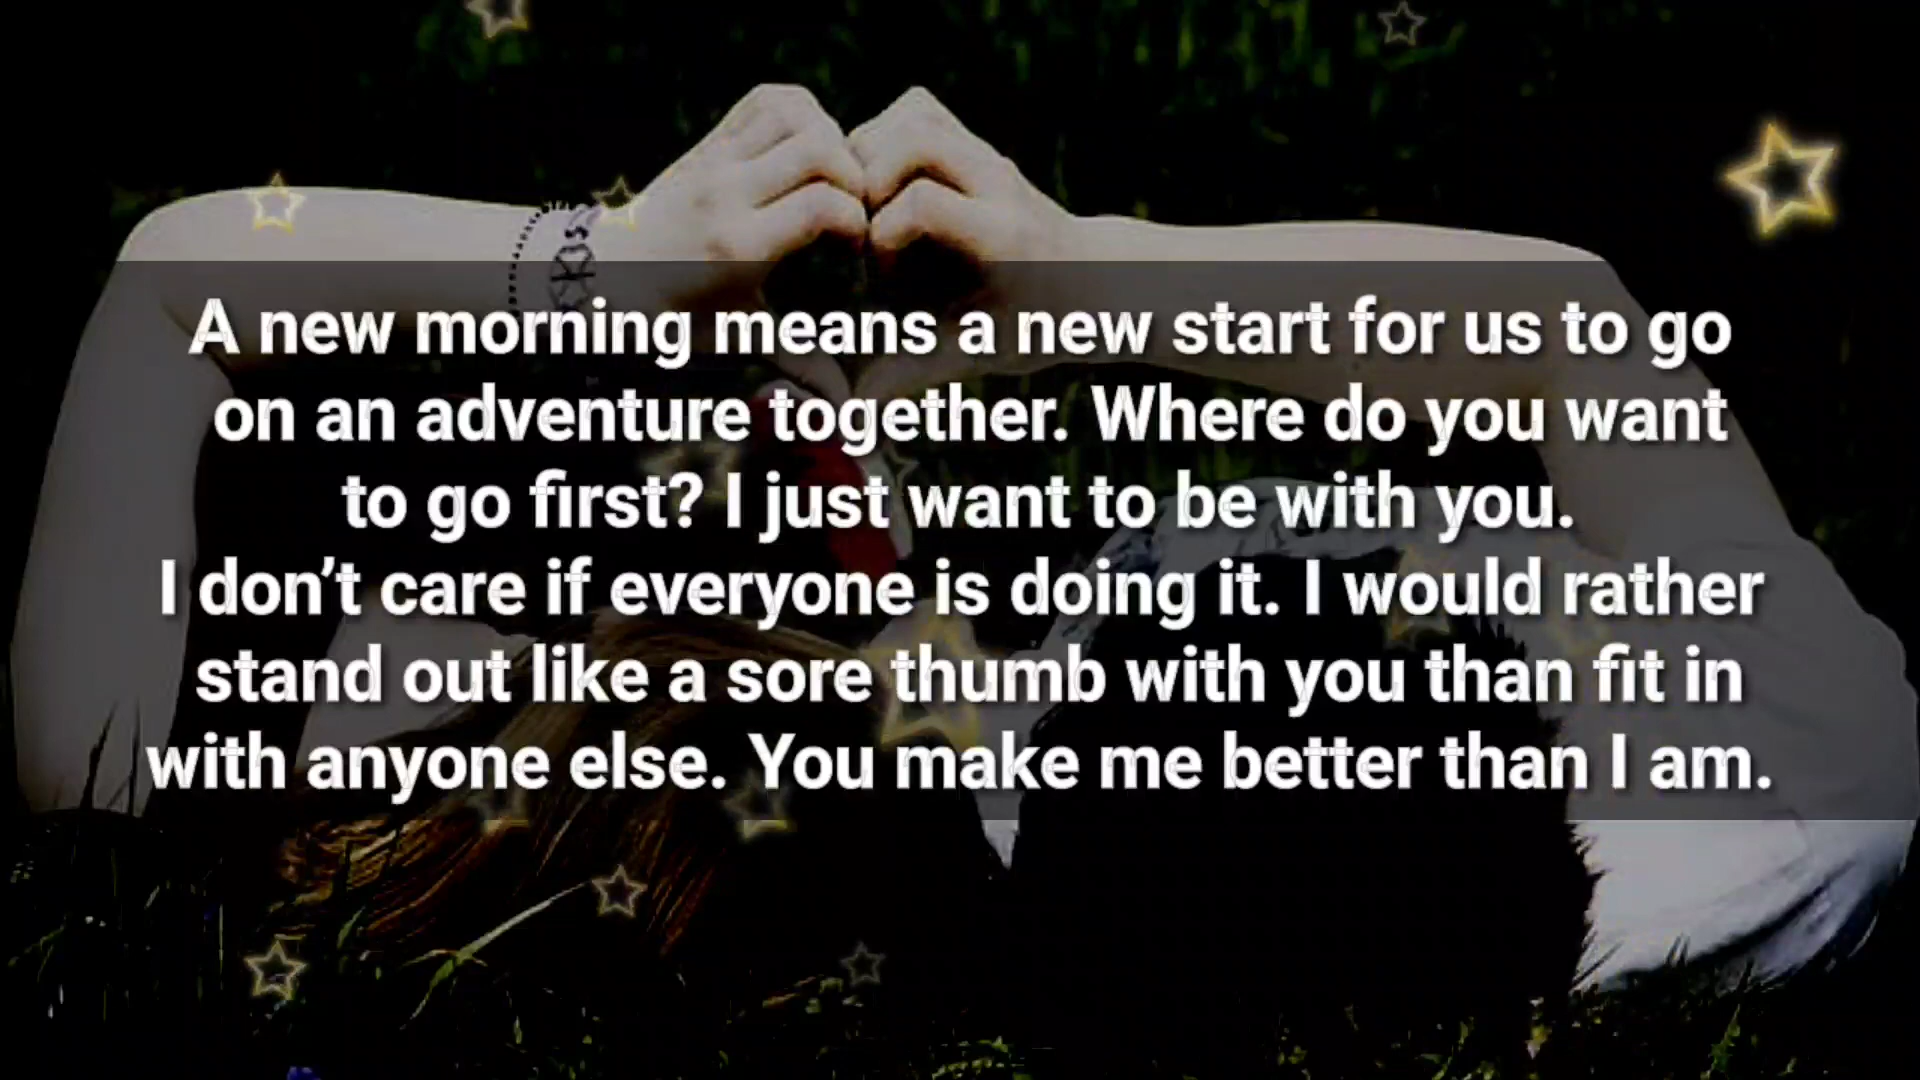 A new morning means a new start for us to go
on an adventure together. Where do you want
to go first? I just want to be with you.
I don’t care if everyone is doing it. I would rather
stand out like a sore thumb with you than fit in
with anyone else. You make me better than I am.